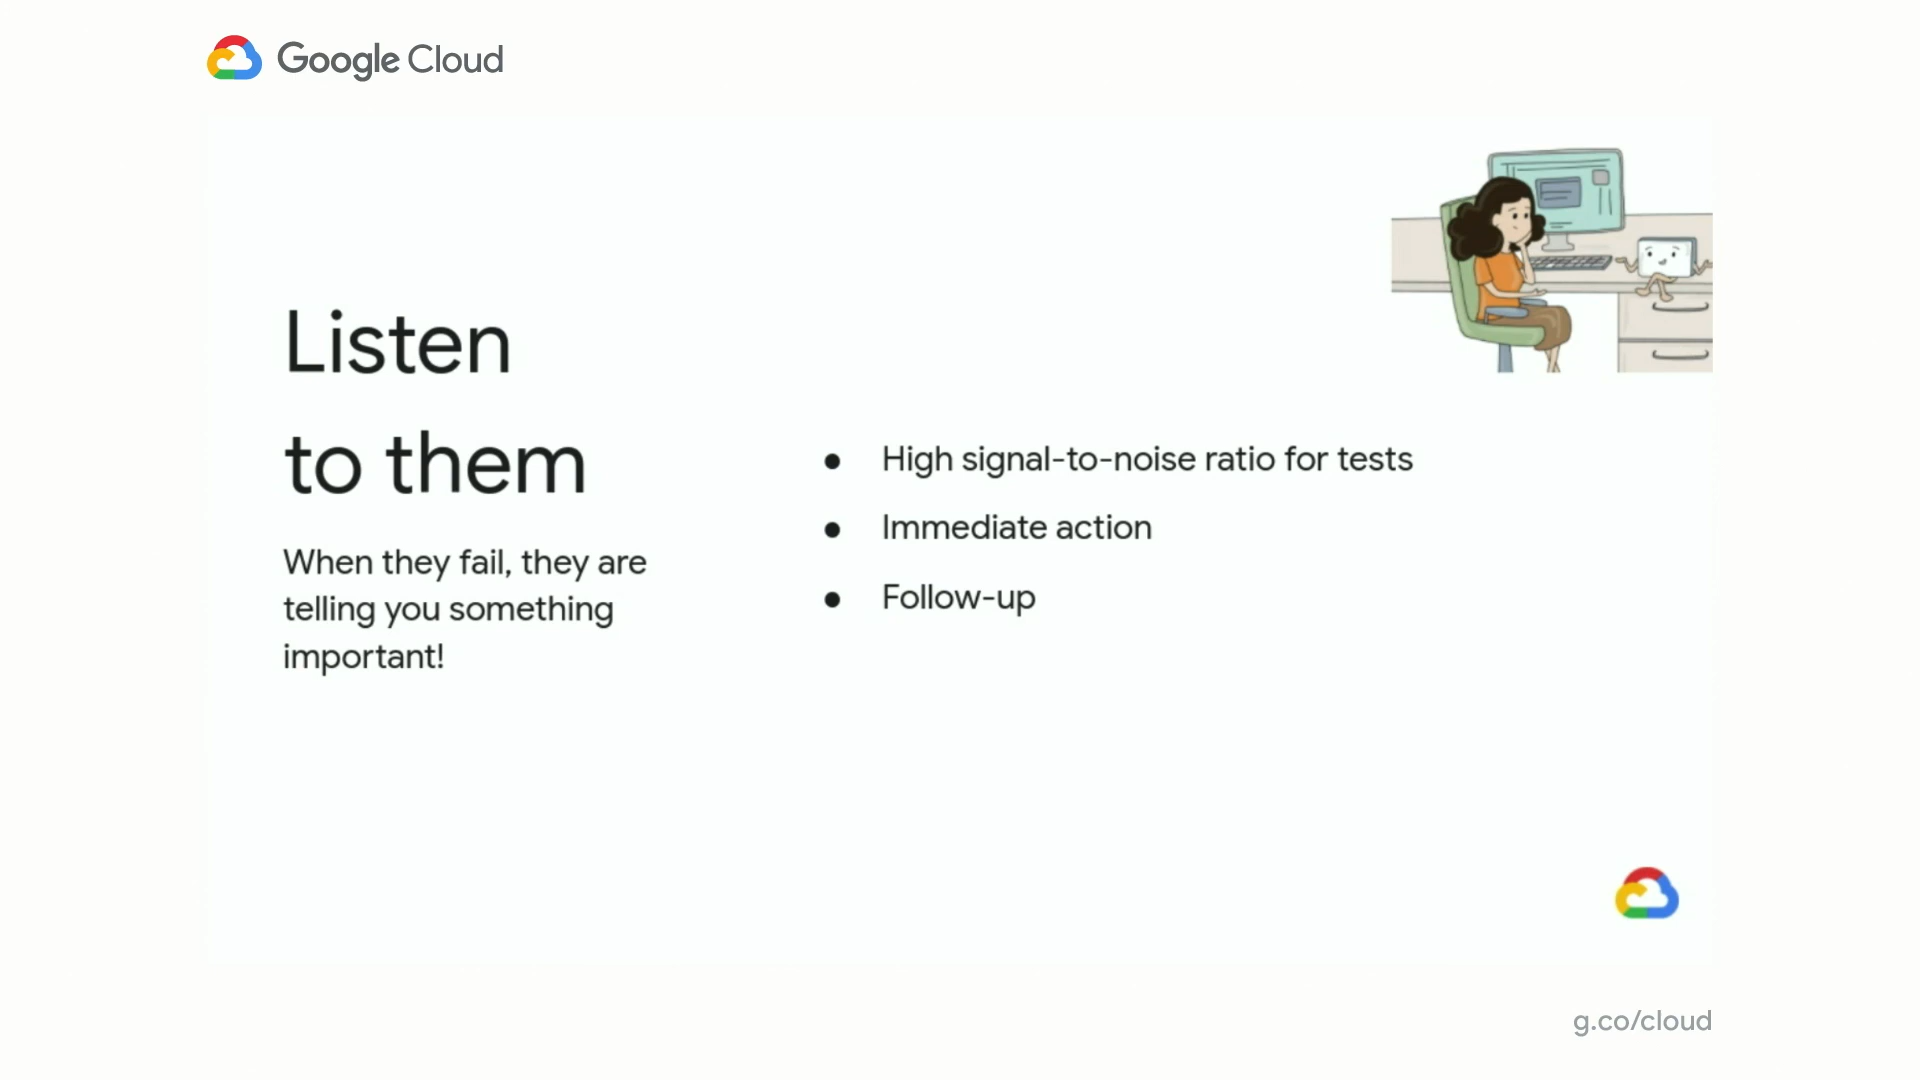 Google Cloud
Listen
to them
When they fail, they are
telling you something
important!
● High signal-to-noise ratio for tests
● Immediate action
● Follow-up
g.co/cloud